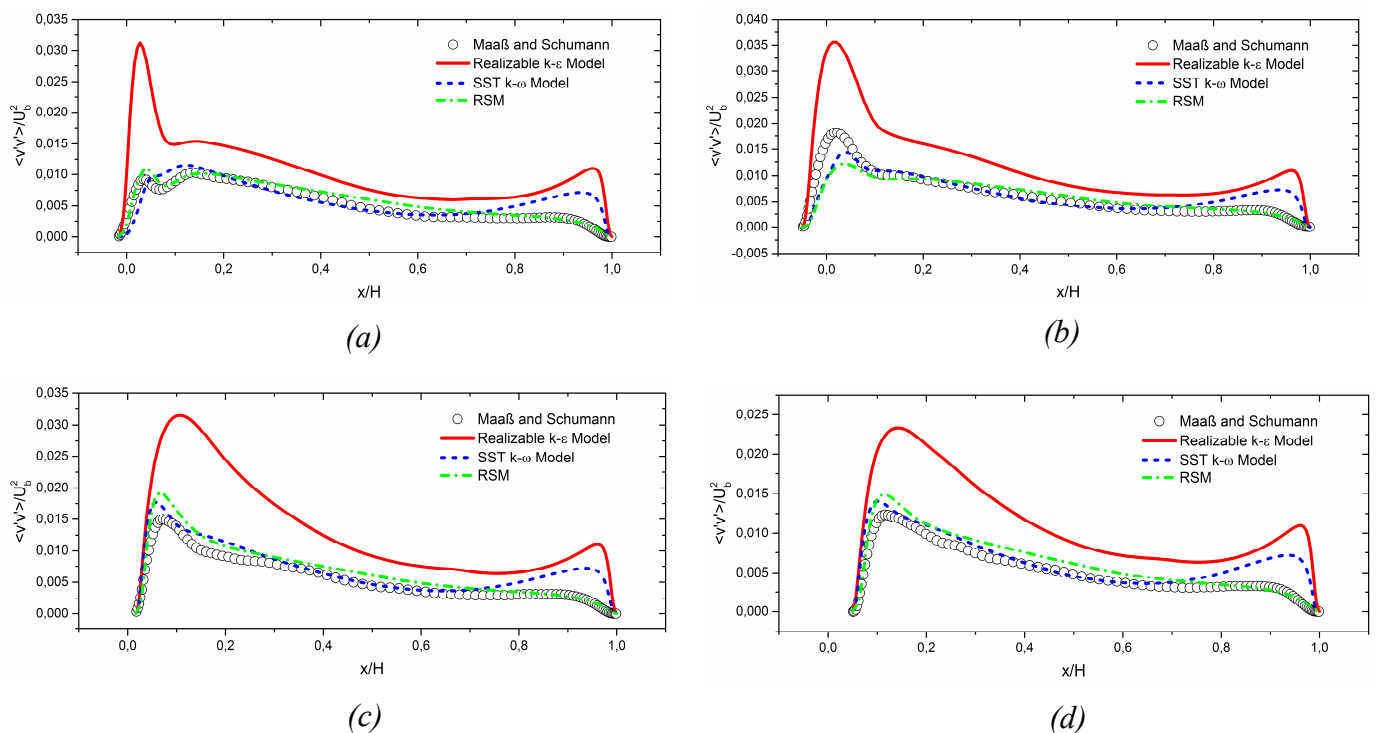 0,035
0,030
0,025
0,020
0,015
0,010
0,005
0,000
<v'v'>/U²b
Maaß and Schumann
Realizable k-ε Model
SST k-ω Model
RSM
0,0 0,2 0,4 0,6 0,8 1,0
x/H
(a)
0,040
0,035
0,030
0,025
0,020
0,015
0,010
0,005
0,000
-0,005
<v'v'>/U²b
Maaß and Schumann
Realizable k-ε Model
SST k-ω Model
RSM
0,0 0,2 0,4 0,6 0,8 1,0
x/H
(b)
0,035
0,030
0,025
0,020
0,015
0,010
0,005
0,000
<v'v'>/U²b
Maaß and Schumann
Realizable k-ε Model
SST k-ω Model
RSM
0,0 0,2 0,4 0,6 0,8 1,0
x/H
(c)
0,025
0,020
0,015
0,010
0,005
0,000
<v'v'>/U²b
Maaß and Schumann
Realizable k-ε Model
SST k-ω Model
RSM
0,0 0,2 0,4 0,6 0,8 1,0
x/H
(d)